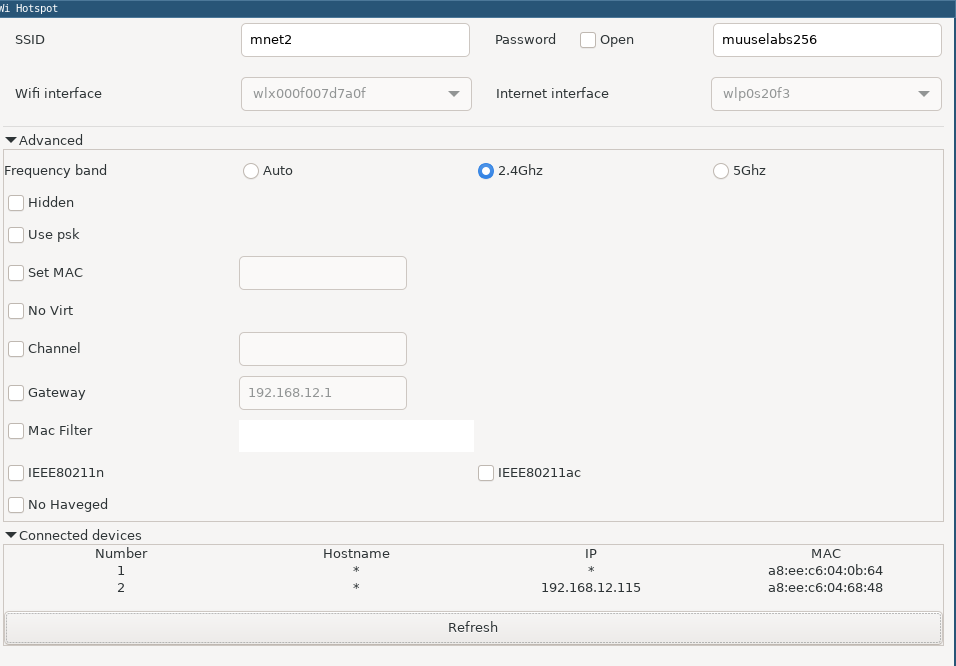 Wi Hotspot
SSID mnet2 Password Open muuselabs256
Wifi interface wlx000f007d7a0f Internet interface wlp0s20f3
Advanced
Frequency band Auto 2.4Ghz 5Ghz
Hidden
Use psk
Set MAC
No Virt
Channel
Gateway 192.168.12.1
Mac Filter
IEEE80211n IEEE80211ac
No Haveged
Connected devices
Number Hostname IP MAC
1 * * a8:ee:c6:04:0b:64
2 * 192.168.12.115 a8:ee:c6:04:68:48
Refresh